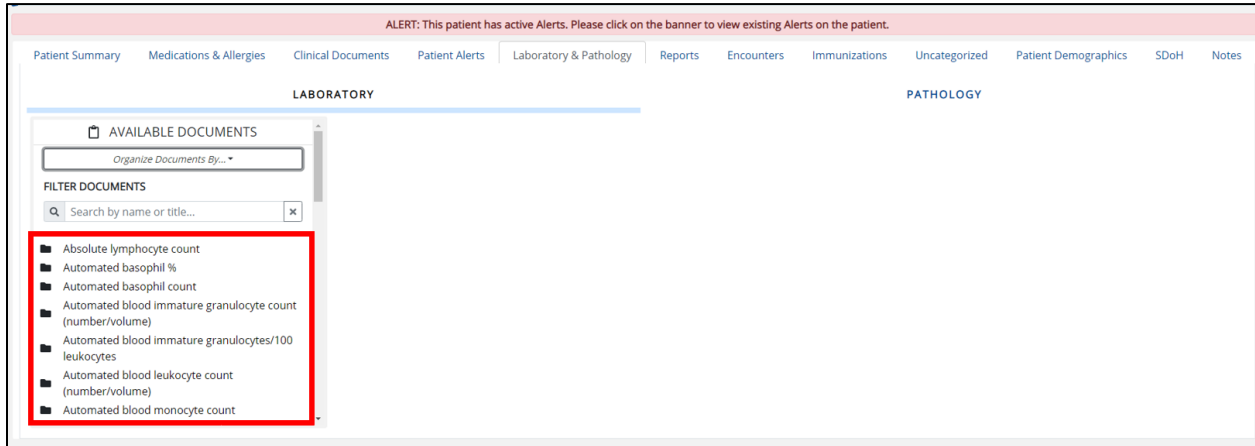 ALERT: This patient has active Alerts. Please click on the banner to view existing Alerts on the patient.
Patient Summary Medications & Allergies Clinical Documents Patient Alerts Laboratory & Pathology Reports Encounters Immunizations Uncategorized Patient Demographics SDoH Notes
LABORATORY PATHOLOGY
AVAILABLE DOCUMENTS
Organize Documents By...
FILTER DOCUMENTS
Search by name or title...
Absolute lymphocyte count
Automated basophil %
Automated basophil count
Automated blood immature granulocyte count
(number/volume)
Automated blood immature granulocytes/100
leukocytes
Automated blood leukocyte count
(number/volume)
Automated blood monocyte count